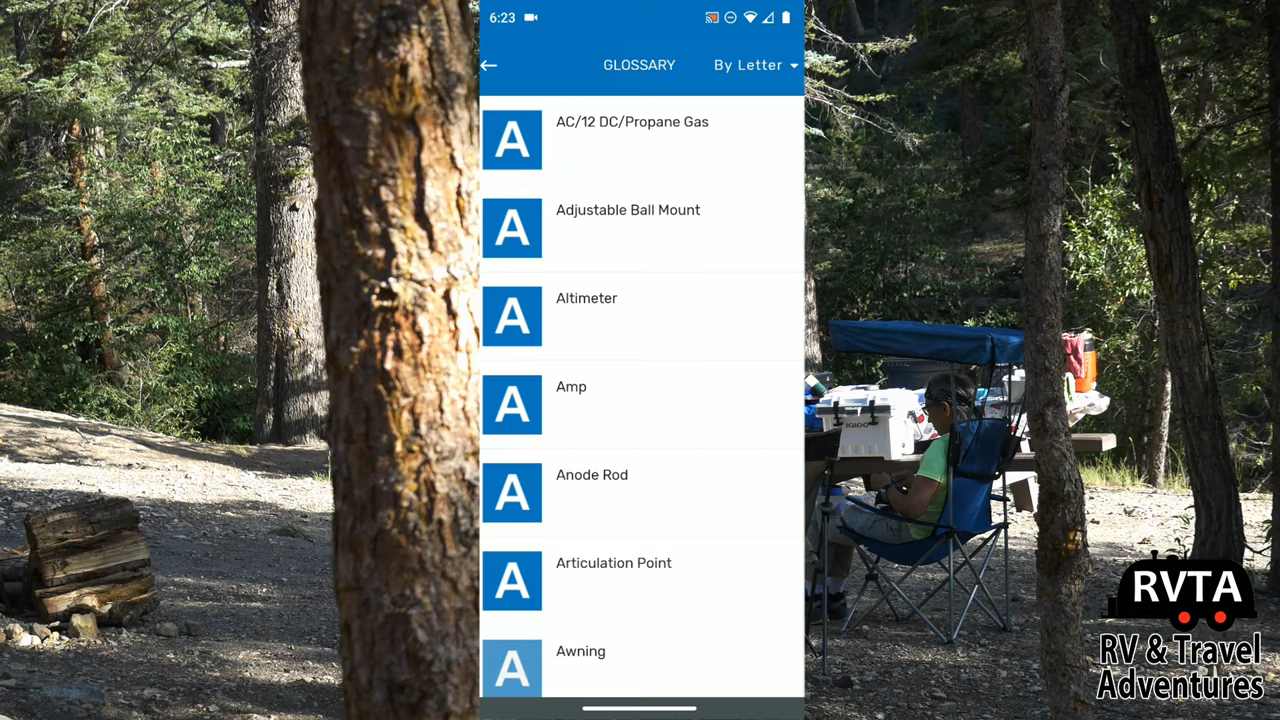 6:23
GLOSSARY
By Letter
A
AC/12 DC/Propane Gas
A
Adjustable Ball Mount
A
Altimeter
A
Amp
A
Anode Rod
A
Articulation Point
A
Awning
IGLOO
RVTA
RV & Travel
Adventures